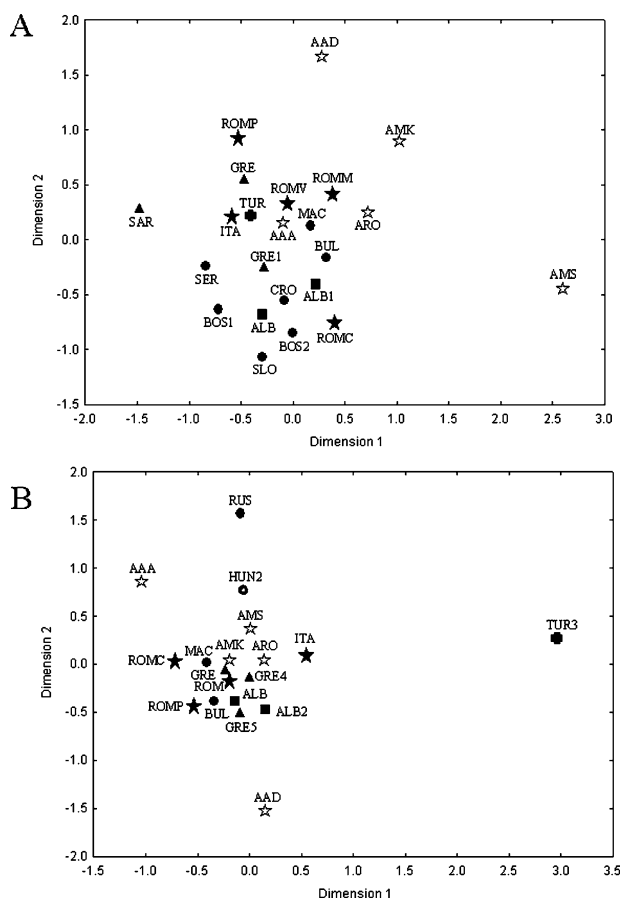 A
2.0
AAD
1.5
ROMP
AMK
1.0
GRE
ROMV
ROMM
0.5
SAR
TUR
MAC
ITA
AAA
ARO
0.0
GRE1
BUL
SER
CRO
ALB1
AMS
-0.5
BOS1
ALB
BOS2
ROMC
-1.0
SLO
-1.5
-2.0 -1.5 -1.0 -0.5 0.0 0.5 1.0 1.5 2.0 2.5 3.0
Dimension 1
Dimension 2
B
2.0
RUS
1.5
AAA
1.0
HUN2
AMS
TUR3
0.5
ROMC
MAC
AMK
ARO
ITA
0.0
GRE
GRE4
ROM
ROMP
ALB
BUL
ALB2
-0.5
GRE5
-1.0
AAD
-1.5
-2.0
-1.5 -1.0 -0.5 0.0 0.5 1.0 1.5 2.0 2.5 3.0 3.5
Dimension 1
Dimension 2